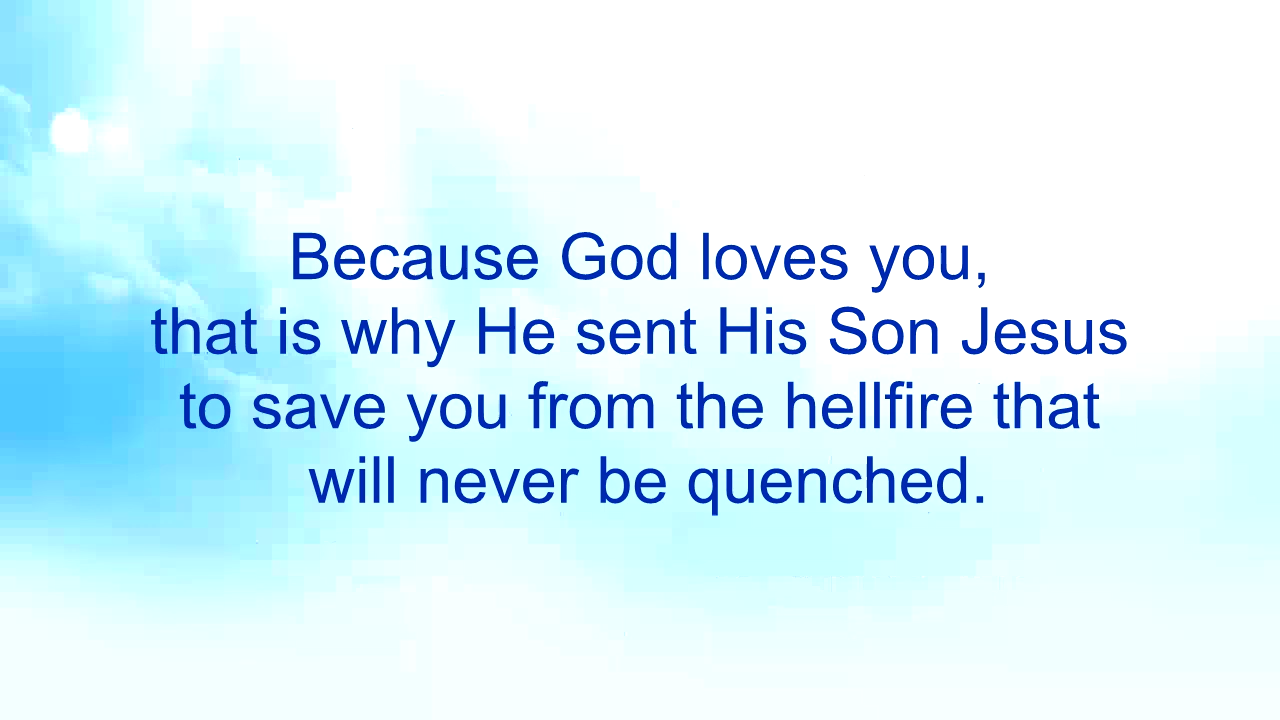 Because God loves you,
that is why He sent His Son Jesus
to save you from the hellfire that
will never be quenched.